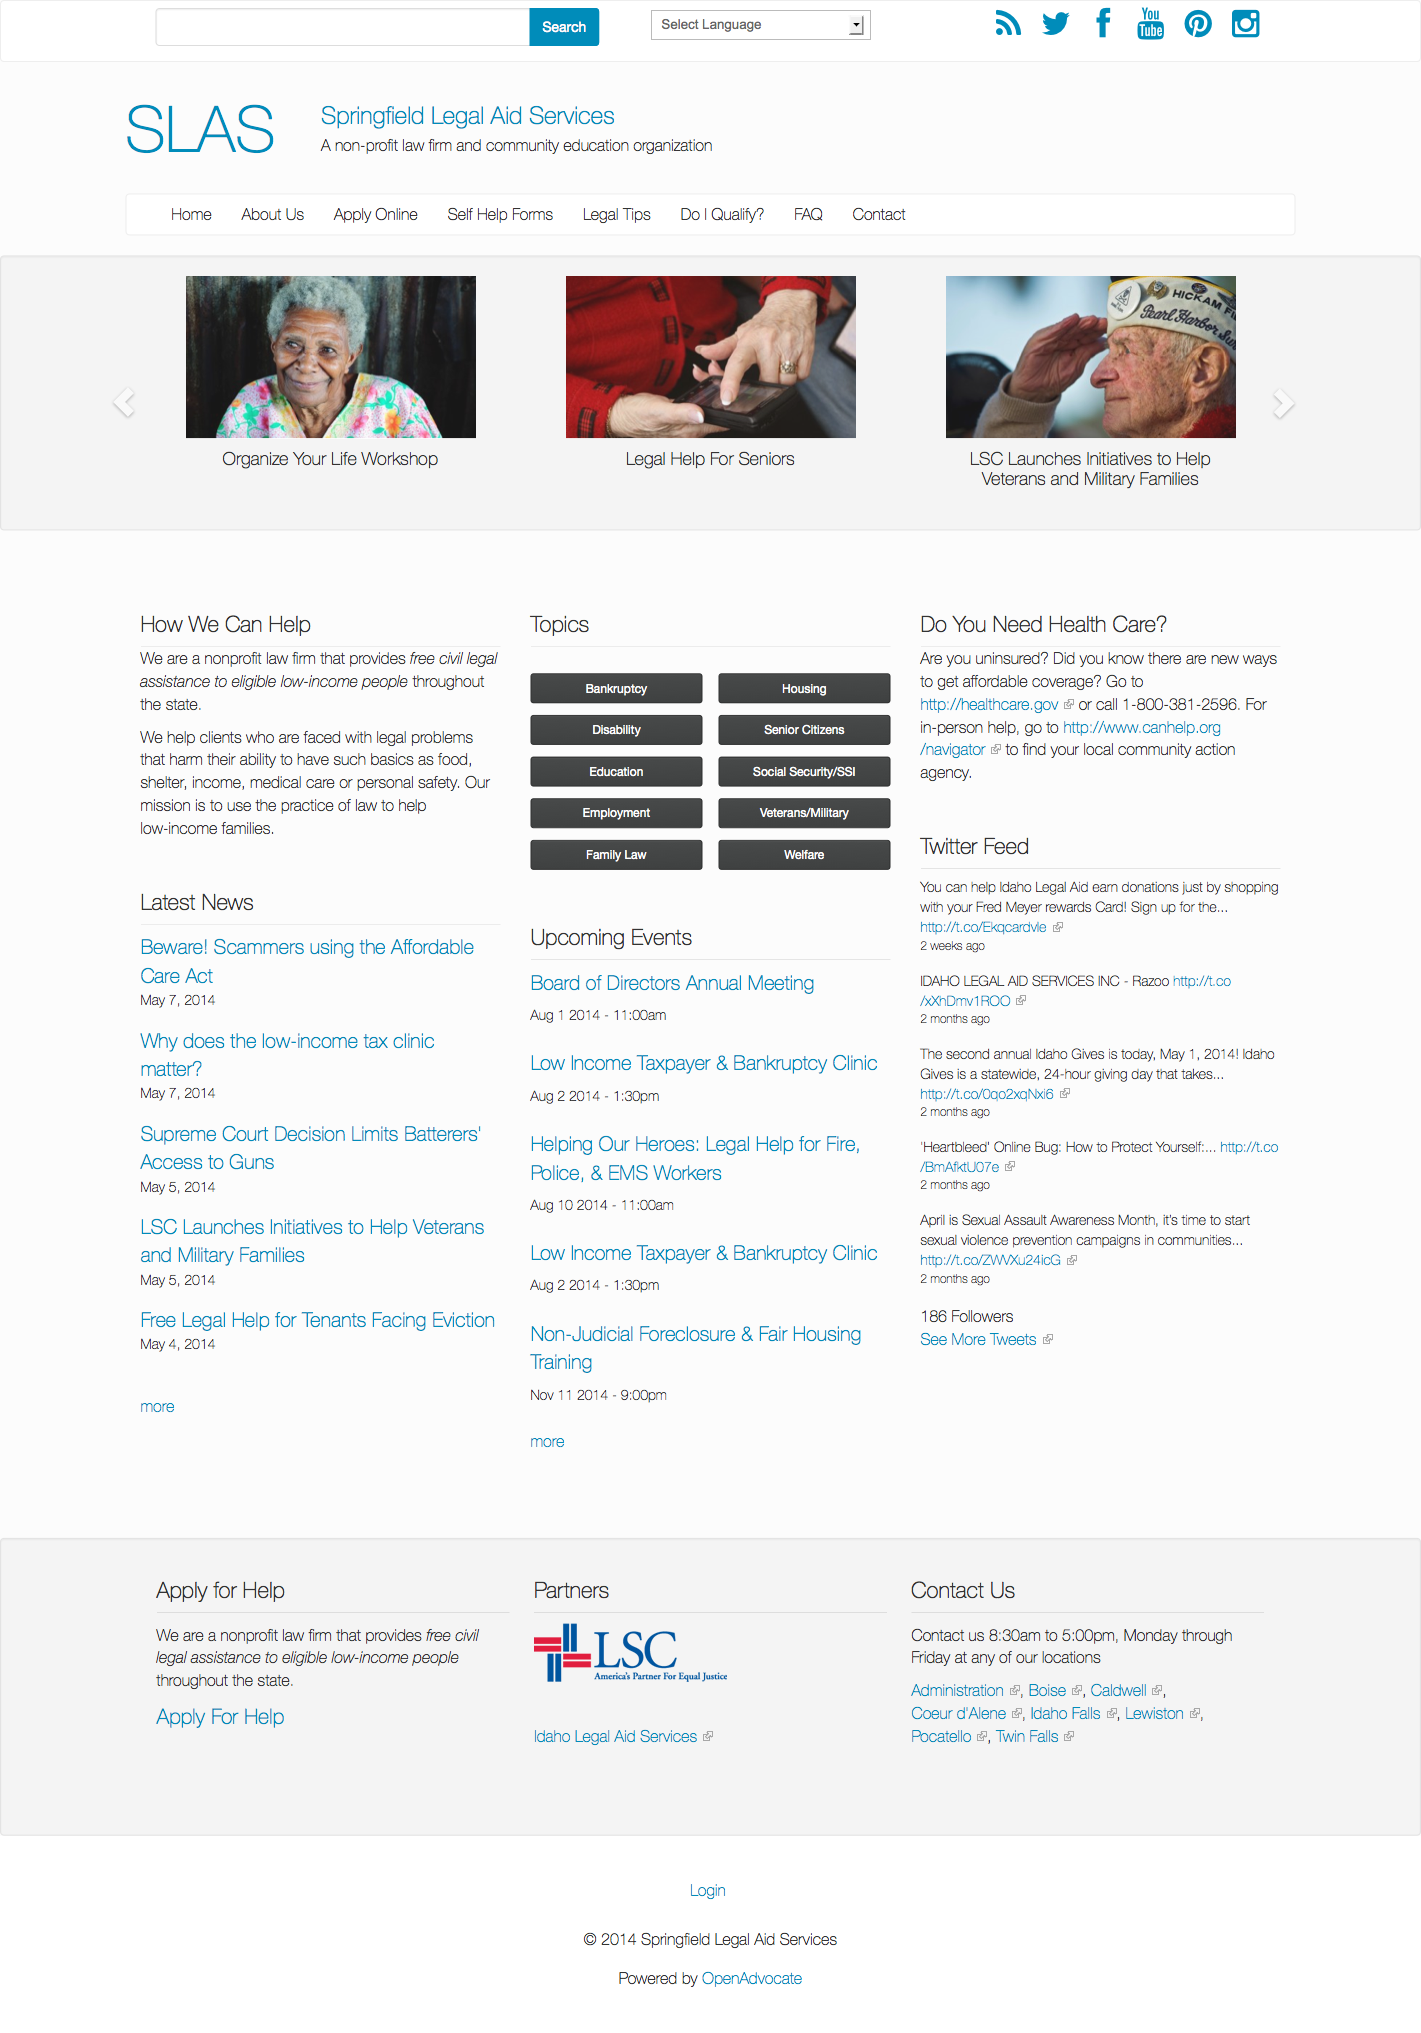 Search
Select Language
You
Tube
SLAS
Springfield Legal Aid Services
A non-profit law firm and community education organization
Home
About Us
Apply Online
Self Help Forms
Legal Tips
Do I Qualify?
FAQ
Contact
HICKAM
Pearl Harbor
Organize Your Life Workshop
Legal Help For Seniors
LSC Launches Initiatives to Help
Veterans and Military Families
How We Can Help
We are a nonprofit law firm that provides free civil legal
assistance to eligible low-income people throughout
the state.
We help clients who are faced with legal problems
that harm their ability to have such basics as food,
shelter, income, medical care or personal safety. Our
mission is to use the practice of law to help
low-income families.
Latest News
Beware! Scammers using the Affordable
Care Act
May 7, 2014
Why does the low-income tax clinic
matter?
May 7, 2014
Supreme Court Decision Limits Batterers'
Access to Guns
May 5, 2014
LSC Launches Initiatives to Help Veterans
and Military Families
May 5, 2014
Free Legal Help for Tenants Facing Eviction
May 4, 2014
more
Topics
Bankruptcy
Housing
Disability
Senior Citizens
Education
Social Security/SSI
Employment
Veterans/Military
Family Law
Welfare
Upcoming Events
Board of Directors Annual Meeting
Aug 1 2014 - 11:00am
Low Income Taxpayer & Bankruptcy Clinic
Aug 2 2014 - 1:30pm
Helping Our Heroes: Legal Help for Fire,
Police, & EMS Workers
Aug 10 2014 - 11:00am
Low Income Taxpayer & Bankruptcy Clinic
Aug 2 2014 - 1:30pm
Non-Judicial Foreclosure & Fair Housing
Training
Nov 11 2014 - 9:00pm
more
Do You Need Health Care?
Are you uninsured? Did you know there are new ways
to get affordable coverage? Go to
http://healthcare.gov or call 1-800-381-2596. For
in-person help, go to http://www.canhelp.org
/navigator to find your local community action
agency.
Twitter Feed
You can help Idaho Legal Aid earn donations just by shopping
with your Fred Meyer rewards Card! Sign up for the...
http://t.co/Ekqcardvle
2 weeks ago
IDAHO LEGAL AID SERVICES INC - Razoo http://t.co
/xXhDmv1ROO
2 months ago
The second annual Idaho Gives is today, May 1, 2014! Idaho
Gives is a statewide, 24-hour giving day that takes...
http://t.co/0qo2xqNxi6
2 months ago
'Heartbleed' Online Bug: How to Protect Yourself:... http://t.co
/BmAfktU07e
2 months ago
April is Sexual Assault Awareness Month, it's time to start
sexual violence prevention campaigns in communities...
http://t.co/ZWVXu24icG
2 months ago
186 Followers
See More Tweets
Apply for Help
We are a nonprofit law firm that provides free civil
legal assistance to eligible low-income people
throughout the state.
Apply For Help
Partners
LSC
America's Partner For Equal Justice
Idaho Legal Aid Services
Contact Us
Contact us 8:30am to 5:00pm, Monday through
Friday at any of our locations
Administration, Boise, Caldwell,
Coeur d'Alene, Idaho Falls, Lewiston,
Pocatello, Twin Falls
Login
© 2014 Springfield Legal Aid Services
Powered by OpenAdvocate